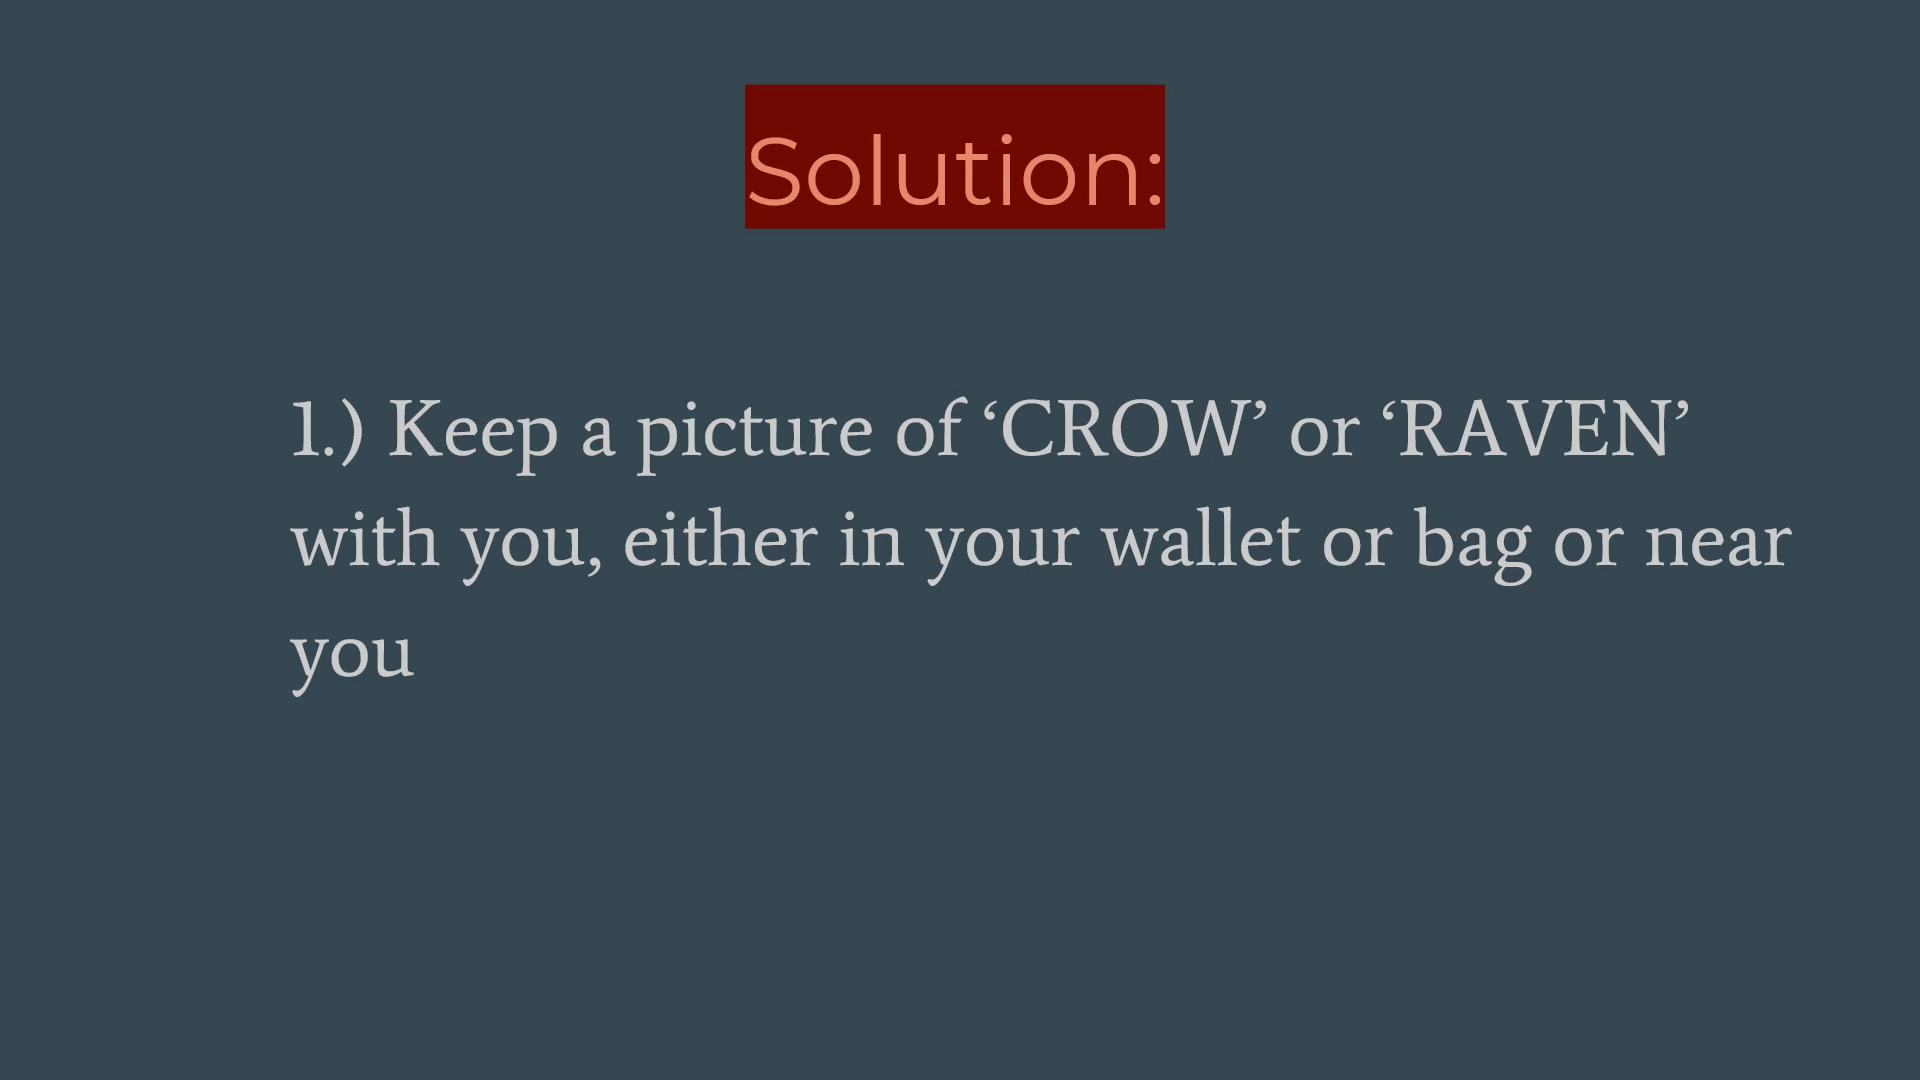 Solution:
1.) Keep a picture of ‘CROW’ or ‘RAVEN’
with you, either in your wallet or bag or near
you